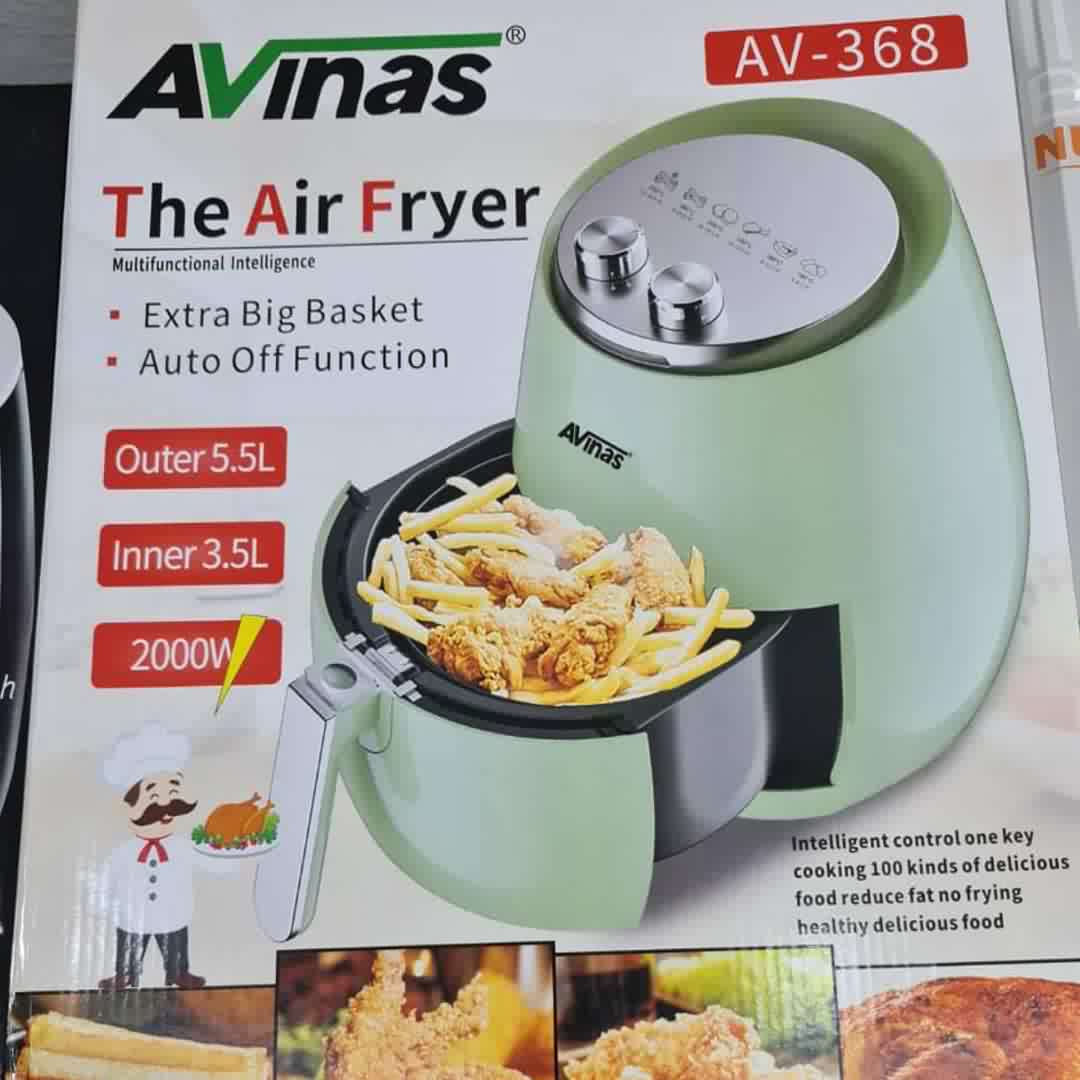 AVinas®
AV-368
The Air Fryer
Multifunctional Intelligence
Extra Big Basket
Auto Off Function
Outer 5.5L
Inner 3.5L
2000W
AVinas
Intelligent control one key
cooking 100 kinds of delicious
food reduce fat no frying
healthy delicious food
h